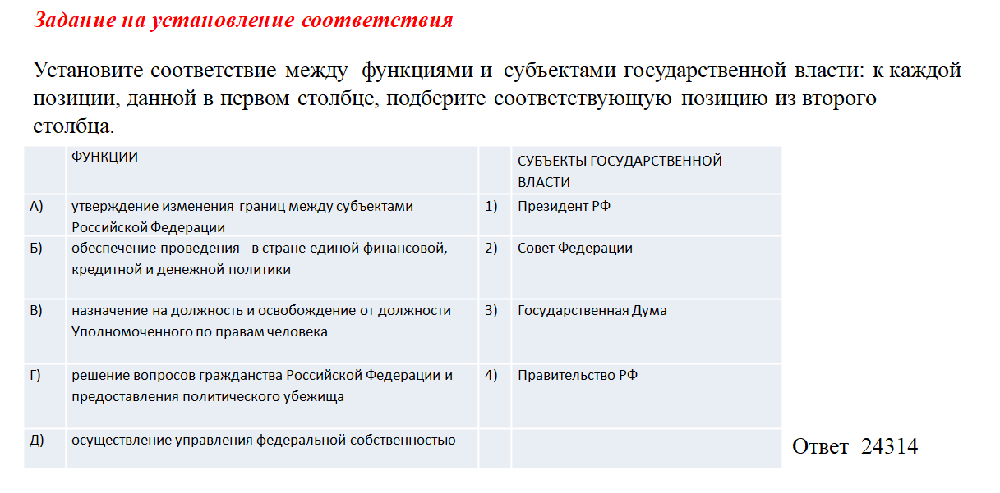 Задание на установление соответствия
Установите соответствие между функциями и субъектами государственной власти: к каждой
позиции, данной в первом столбце, подберите соответствующую позицию из второго
столбца.
ФУНКЦИИ
СУБЪЕКТЫ ГОСУДАРСТВЕННОЙ
ВЛАСТИ
А) утверждение изменения границ между субъектами 1) Президент РФ
Российской Федерации
Б) обеспечение проведения в стране единой финансовой, 2) Совет Федерации
кредитной и денежной политики
В) назначение на должность и освобождение от должности 3) Государственная Дума
Уполномоченного по правам человека
Г) решение вопросов гражданства Российской Федерации и 4) Правительство РФ
предоставления политического убежища
Д) осуществление управления федеральной собственностью
Ответ 24314